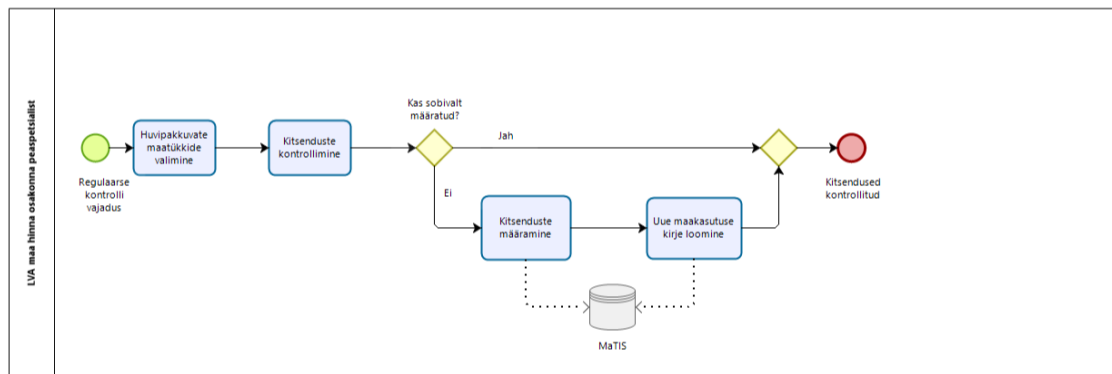 LVA maa hinna osakonna peaspetsialist
Regulaarse
kontrolli
vajadus
Huvipakkuvate
maatükkide
valimine
Kitsenduste
kontrollimine
Kas sobivalt
määratud?
Jah
Ei
Kitsenduste
määramine
Uue maakasutuse
kirje loomine
MaTIS
Kitsendused
kontrollitud